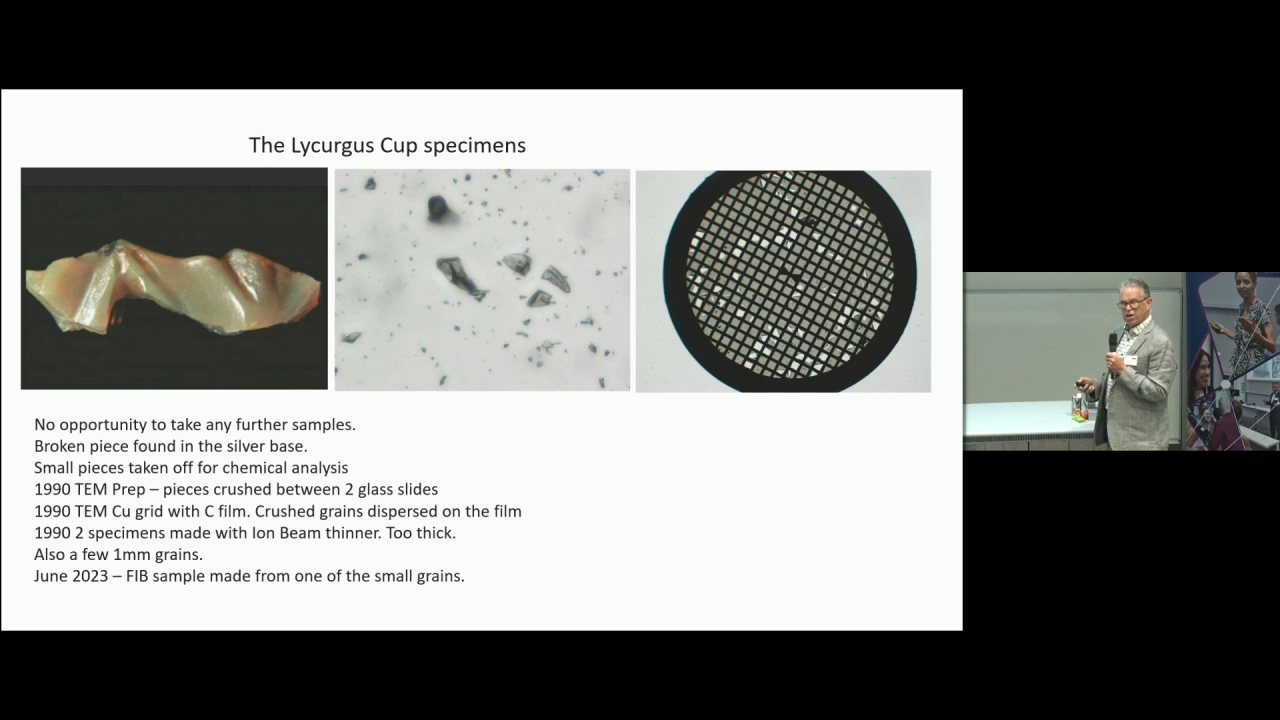 The Lycurgus Cup specimens
No opportunity to take any further samples.
Broken piece found in the silver base.
Small pieces taken off for chemical analysis
1990 TEM Prep – pieces crushed between 2 glass slides
1990 TEM Cu grid with C film. Crushed grains dispersed on the film
1990 2 specimens made with Ion Beam thinner. Too thick.
Also a few 1mm grains.
June 2023 – FIB sample made from one of the small grains.